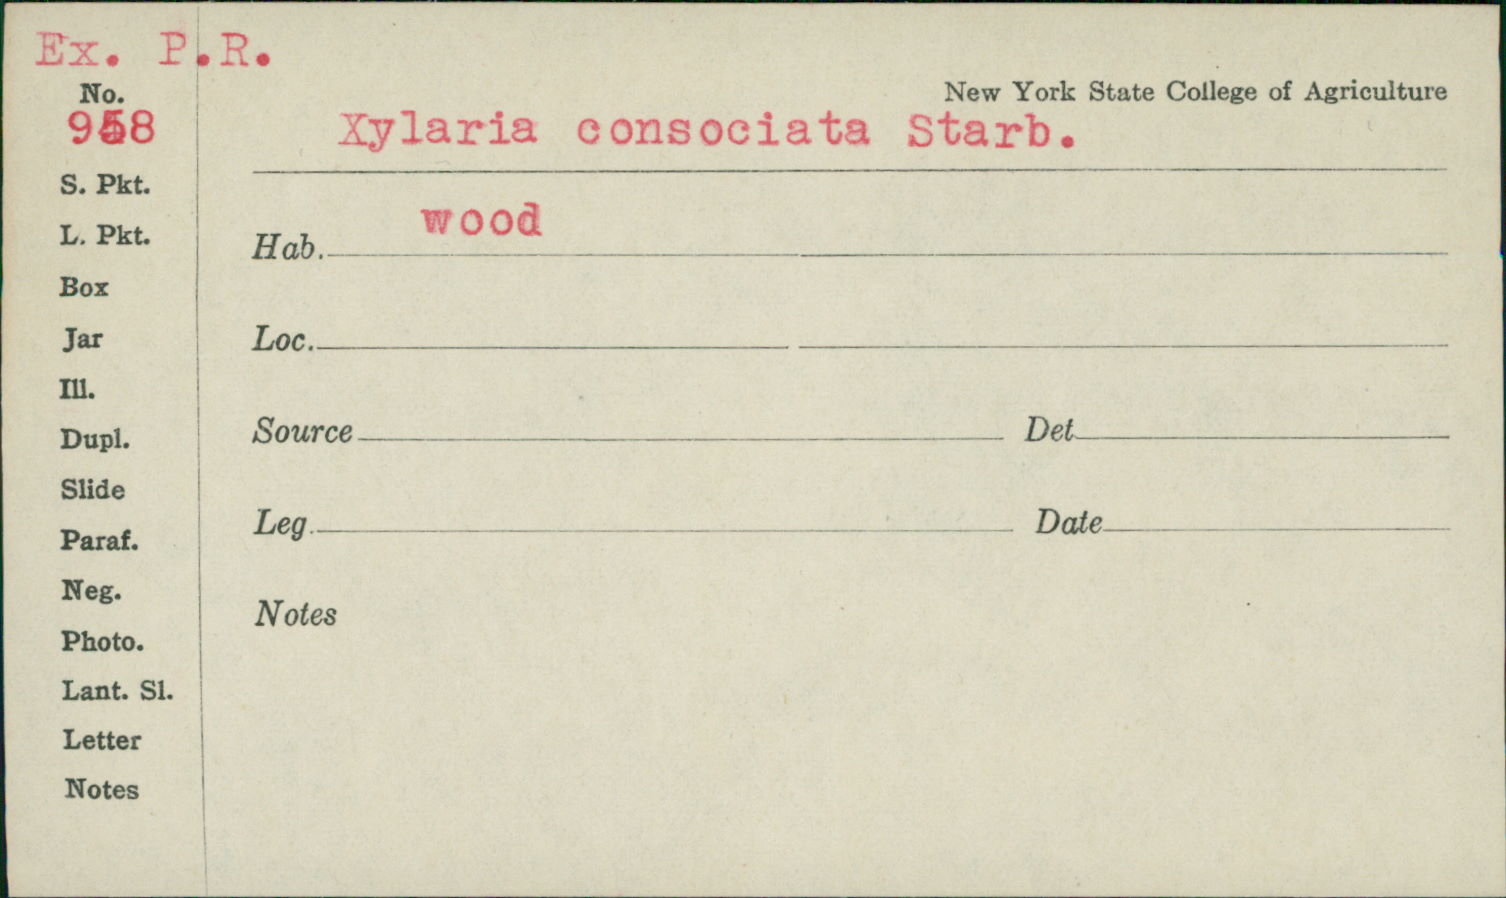 Ex. P.R.
No.
New York State College of Agriculture
Xylaria consociata Starb.
S. Pkt.
wood
L. Pkt.
Hab.
Box
Jar
Loc.
Ill.
Dupl.
Source Det.
Slide
Leg. Date
Paraf.
Neg.
Notes
Photo.
Lant. Sl.
Letter
Notes